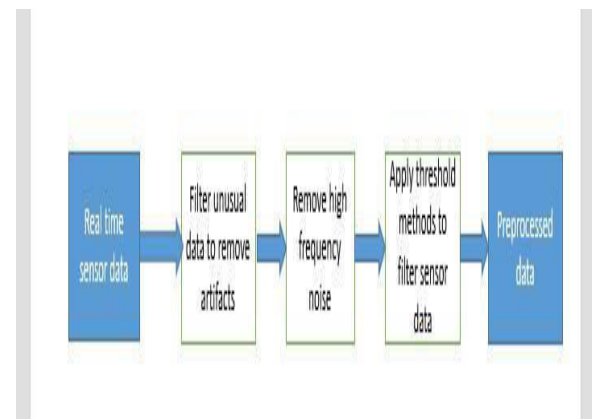 Real time
sensor data
Filter unusual
data to remove
artifacts
Remove high
frequency
noise
Apply threshold
methods to
filter sensor
data
Preprocessed
data